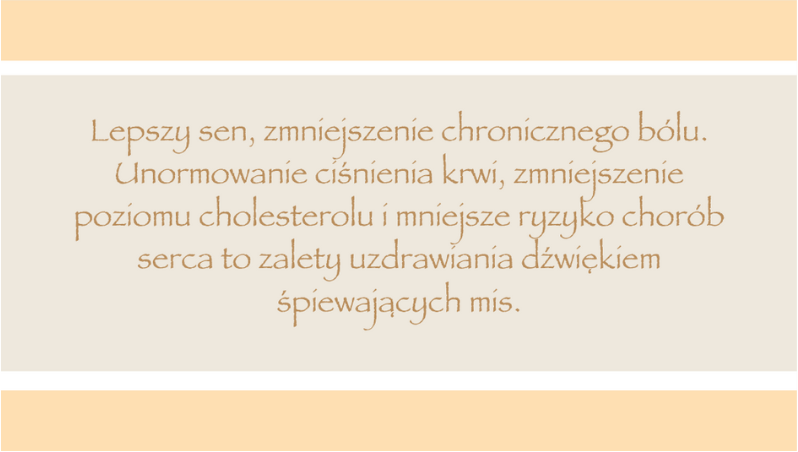 Lepszy sen, zmniejszenie chronicznego bólu.
Unormowanie ciśnienia krwi, zmniejszenie
poziomu cholesterolu i mniejsze ryzyko chorób
serca to zalety uzdrawiania dźwiękiem
śpiewających mis.